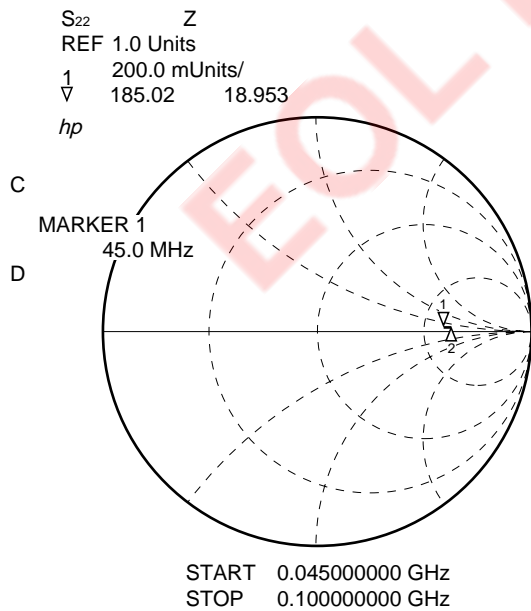 S22 Z
REF 1.0 Units
1 200.0 mUnits/
185.02 18.953
hp
C
MARKER 1
45.0 MHz
D
1
2
START 0.045000000 GHz
STOP 0.100000000 GHz
EOL